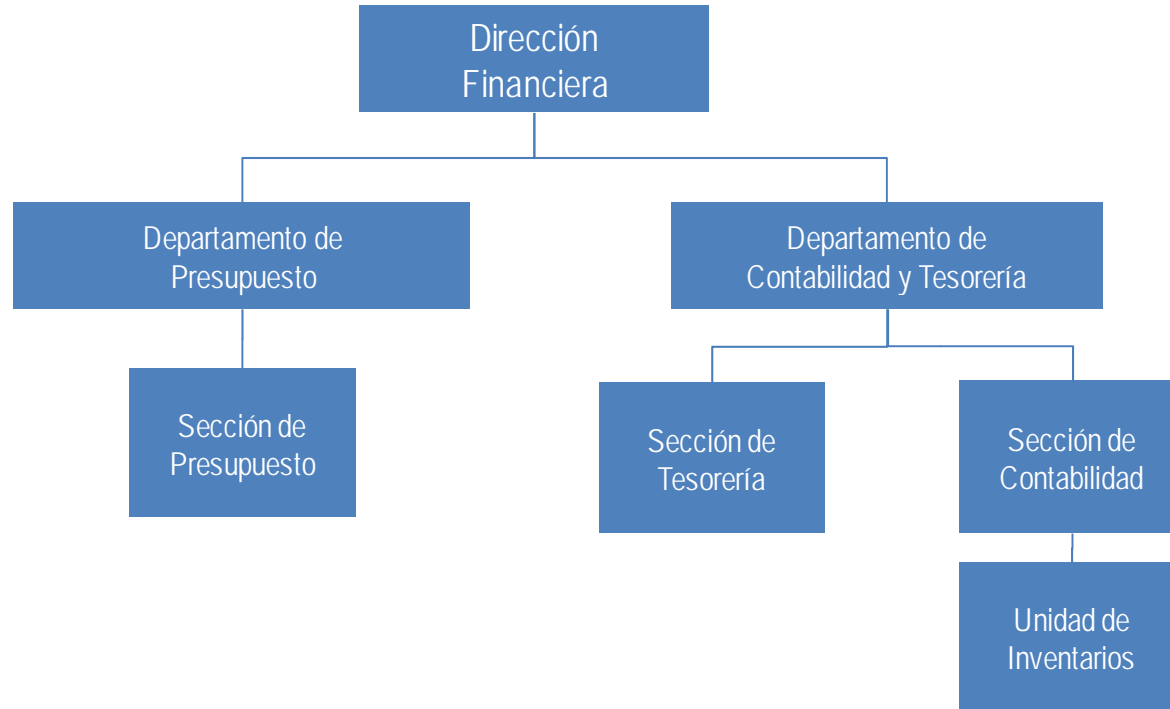 Dirección
Financiera
Departamento de
Presupuesto
Departamento de
Contabilidad y Tesorería
Sección de
Presupuesto
Sección de
Tesorería
Sección de
Contabilidad
Unidad de
Inventarios